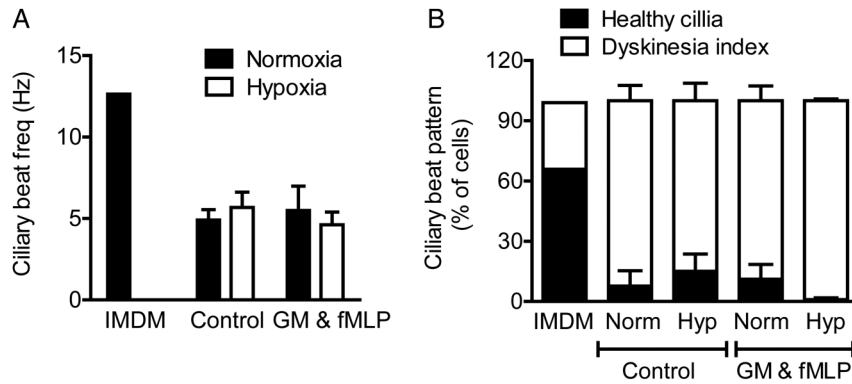 A
Normoxia
Hypoxia
Ciliary beat freq (Hz)
15
10
5
0
IMDM
Control
GM & fMLP
B
Healthy cillia
Dyskinesia index
Ciliary beat pattern
(% of cells)
120
90
60
30
0
IMDM
Norm
Hyp
Norm
Hyp
Control
GM & fMLP